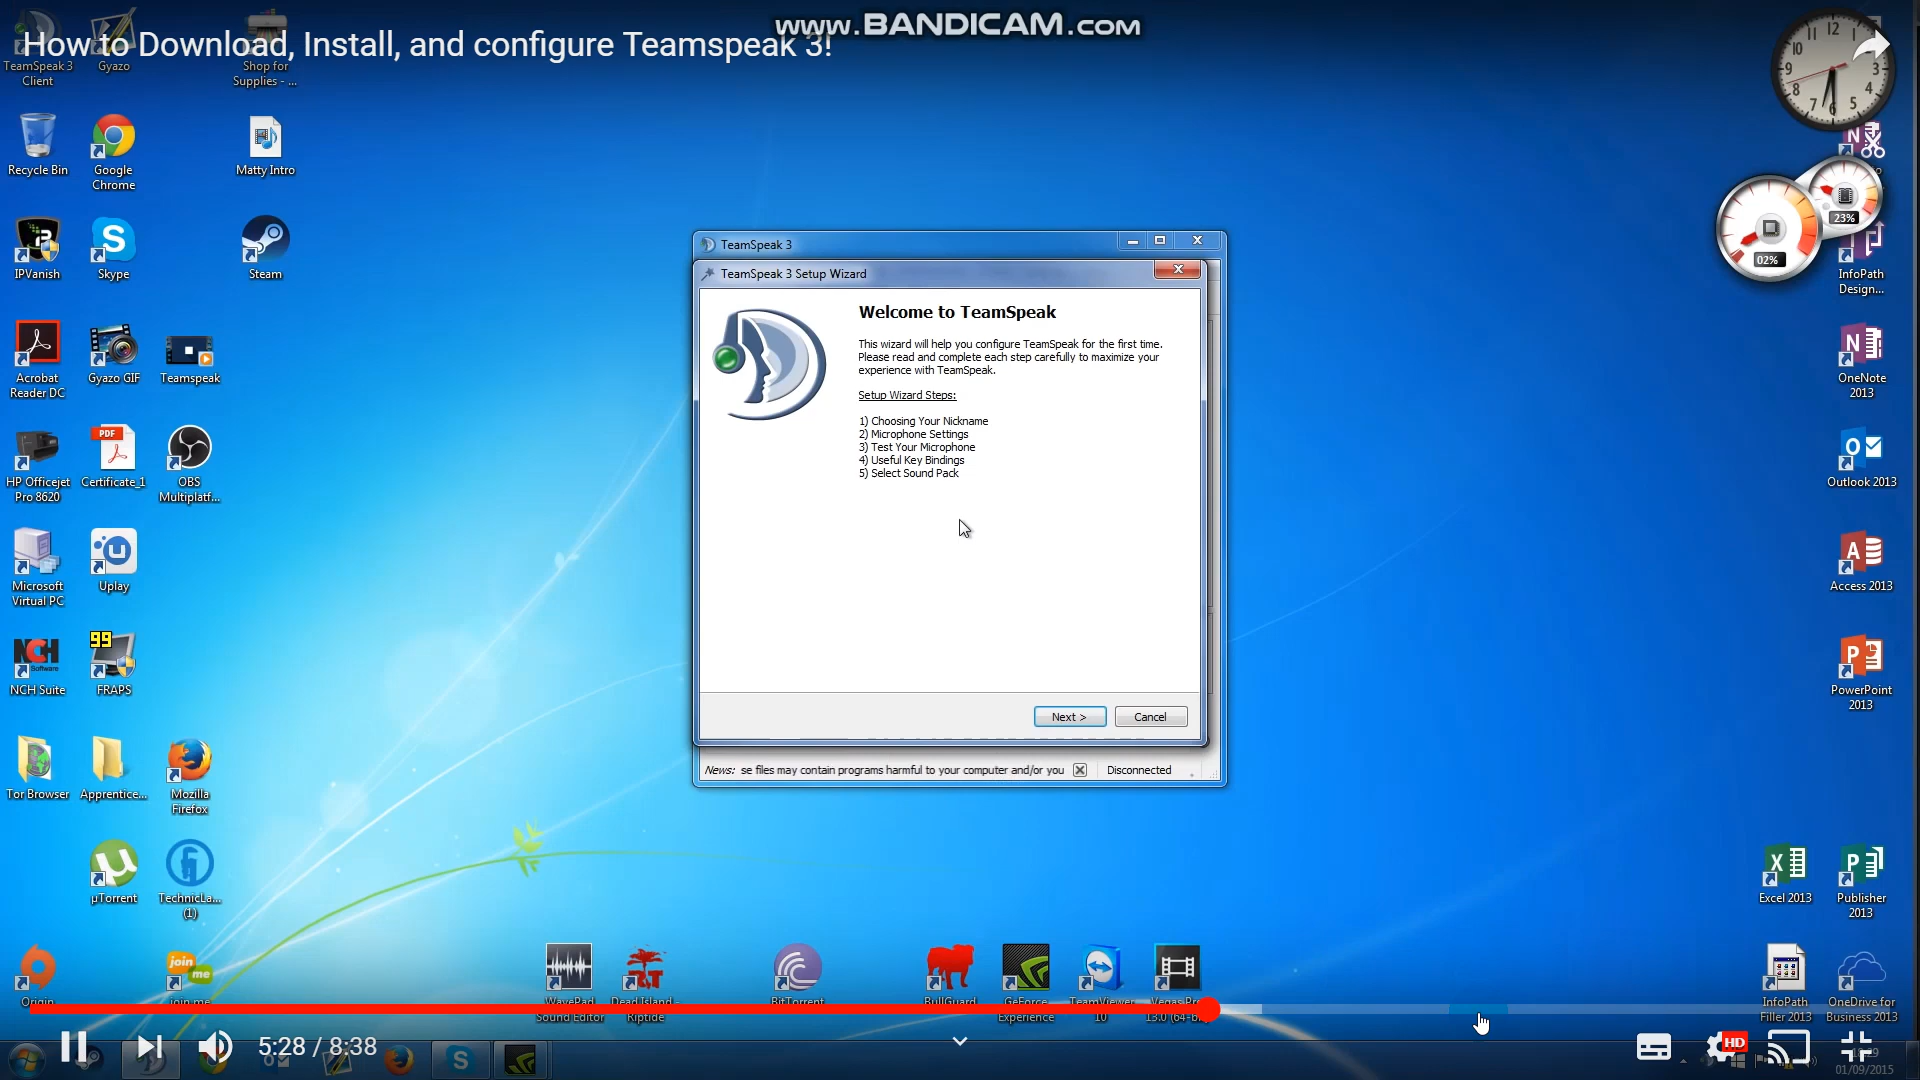 www.BANDICAM.com
How to Download, Install, and configure Teamspeak 3!
TeamSpeak 3
Client
Gyazo
Shop for
Supplies - ...
Recycle Bin
Google
Chrome
Matty Intro
IPVanish
Skype
Steam
Acrobat
Reader DC
Gyazo GIF
Teamspeak
HP Officejet
Pro 8620
Certificate_1
OBS
Multiplatf...
Microsoft
Virtual PC
Uplay
NCH Suite
FRAPS
Tor Browser
Apprentice...
Mozilla
Firefox
µTorrent
TechnicLa...
(1)
Origin
join.me
WavePad
Sound Editor
Dead Island -
Riptide
BitTorrent
BullGuard
GeForce
Experience
TeamViewer
10
Vegas Pro
13.0 (64-bi...
TeamSpeak 3
TeamSpeak 3 Setup Wizard
Welcome to TeamSpeak
This wizard will help you configure TeamSpeak for the first time.
Please read and complete each step carefully to maximize your
experience with TeamSpeak.
Setup Wizard Steps:
1) Choosing Your Nickname
2) Microphone Settings
3) Test Your Microphone
4) Useful Key Bindings
5) Select Sound Pack
Next >
Cancel
News: se files may contain programs harmful to your computer and/or you
Disconnected
23%
02%
InfoPath
Design...
OneNote
2013
Outlook 2013
Access 2013
PowerPoint
2013
Excel 2013
Publisher
2013
InfoPath
Filler 2013
OneDrive for
Business 2013
5:28 / 8:38
HD
01/09/2015